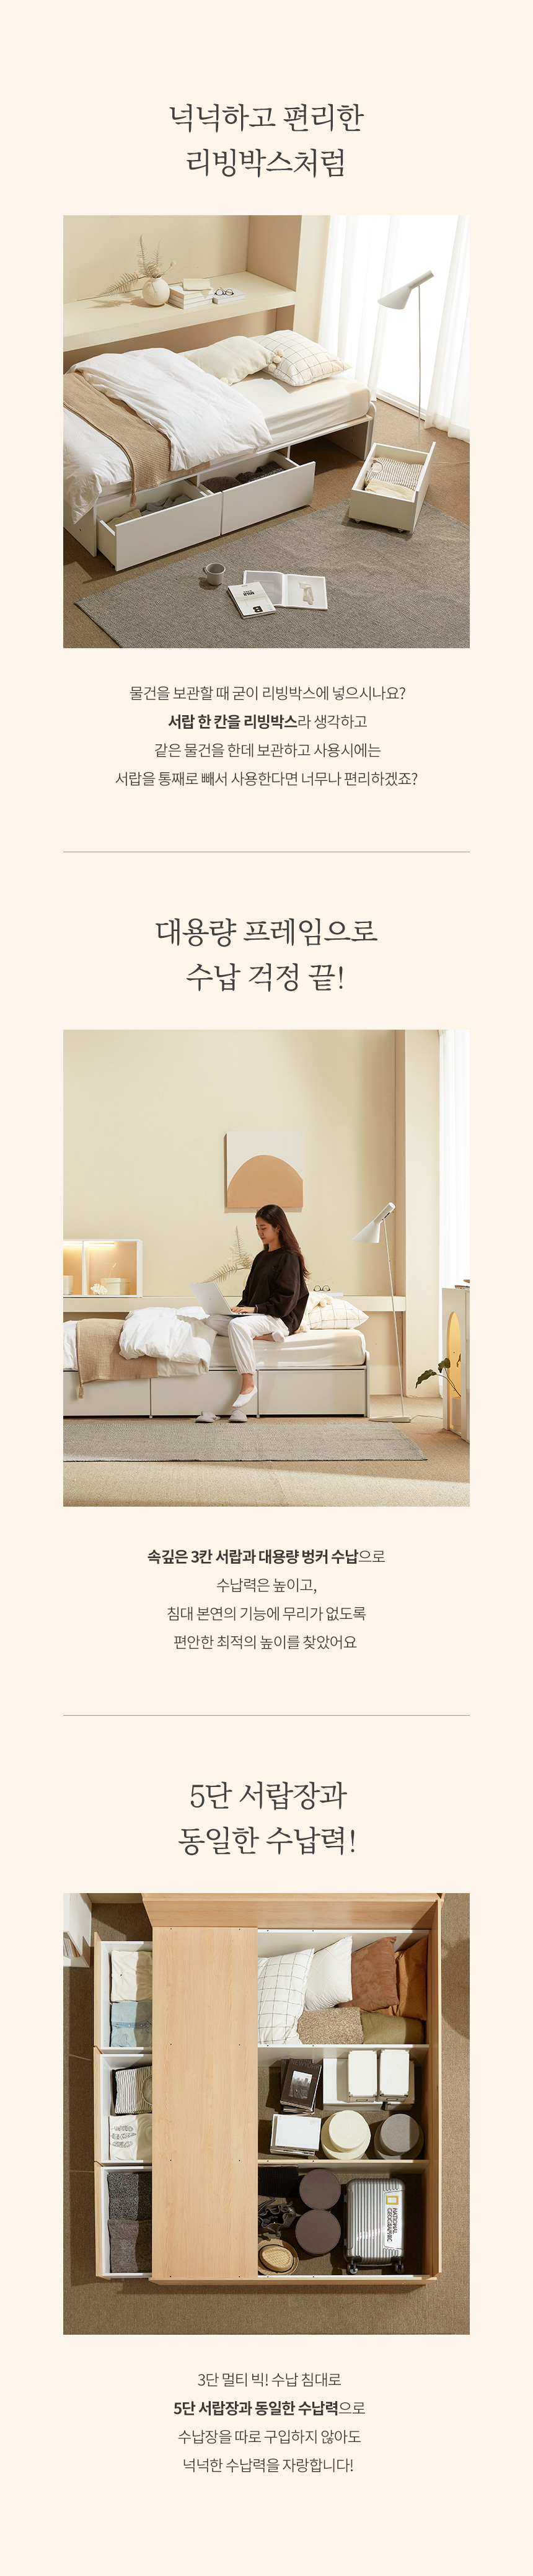 넉넉하고 편리한
리빙박스처럼
물건을 보관할 때 굳이 리빙박스에 넣으시나요?
서랍 한 칸을 리빙박스라 생각하고
같은 물건을 한데 보관하고 사용시에는
서랍을 통째로 빼서 사용한다면 너무나 편리하겠죠?
대용량 프레임으로
수납 걱정 끝!
속깊은 3칸 서랍과 대용량 벙커 수납으로
수납력은 높이고,
침대 본연의 기능에 무리가 없도록
편안한 최적의 높이를 찾았어요
5단 서랍장과
동일한 수납력!
NATIONAL
GEOGRAPHIC
3단 멀티 빅! 수납 침대로
5단 서랍장과 동일한 수납력으로
수납장을 따로 구입하지 않아도
넉넉한 수납력을 자랑합니다!